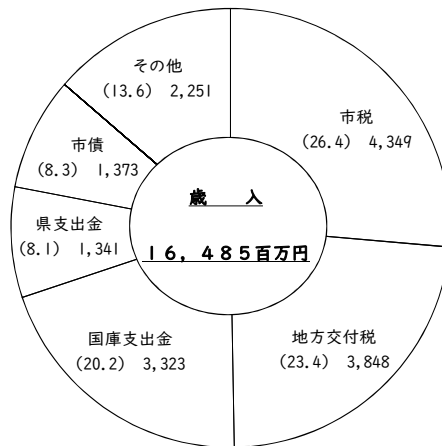 その他
(13.6) 2,251
市税
(26.4) 4,349
市債
(8.3) 1,373
県支出金
(8.1) 1,341
歳 入
16,485百万円
国庫支出金
(20.2) 3,323
地方交付税
(23.4) 3,848